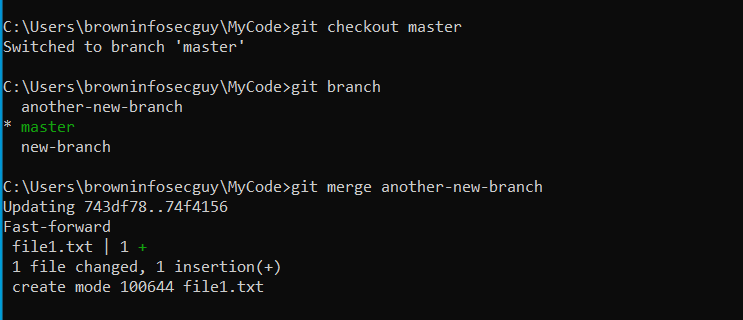 C:\Users\browninfosecguy\MyCode>git checkout master
Switched to branch 'master'
C:\Users\browninfosecguy\MyCode>git branch
  another-new-branch
* master
  new-branch
C:\Users\browninfosecguy\MyCode>git merge another-new-branch
Updating 743df78..74f4156
Fast-forward
 file1.txt | 1 +
 1 file changed, 1 insertion(+)
 create mode 100644 file1.txt